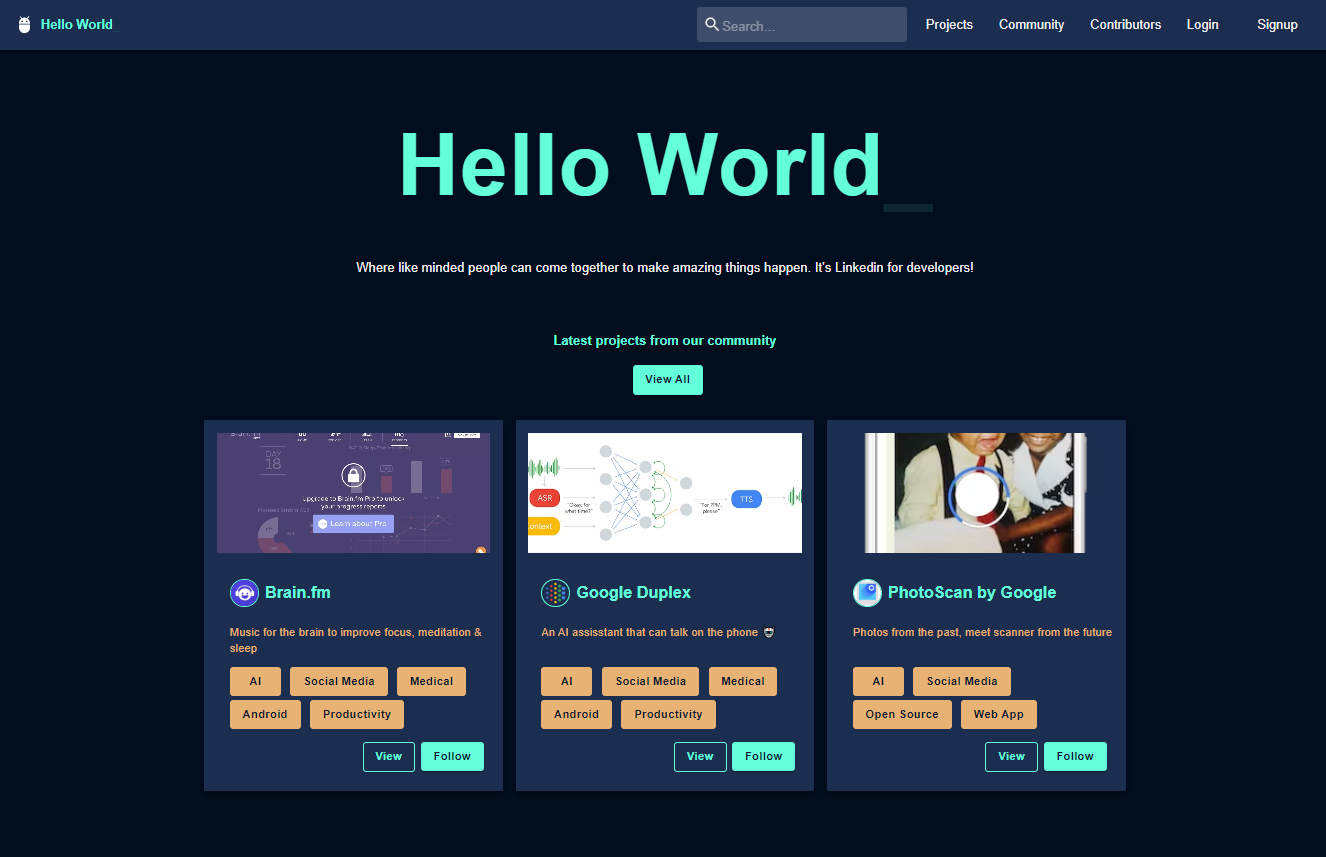 Hello World_
Search...
Projects
Community
Contributors
Login
Signup
Hello World_
Where like minded people can come together to make amazing things happen. It's Linkedin for developers!
Latest projects from our community
View All
DAY
18
Upgrade to Brain.fm Pro to unlock
your progress reports
Learn about Pro
ASR
"Okay, for
what time?"
ontext
"For 7PM,
please"
TTS
Brain.fm
Music for the brain to improve focus, meditation &
sleep
AI
Social Media
Medical
Android
Productivity
View
Follow
Google Duplex
An AI assisstant that can talk on the phone
AI
Social Media
Medical
Android
Productivity
View
Follow
PhotoScan by Google
Photos from the past, meet scanner from the future
AI
Social Media
Open Source
Web App
View
Follow